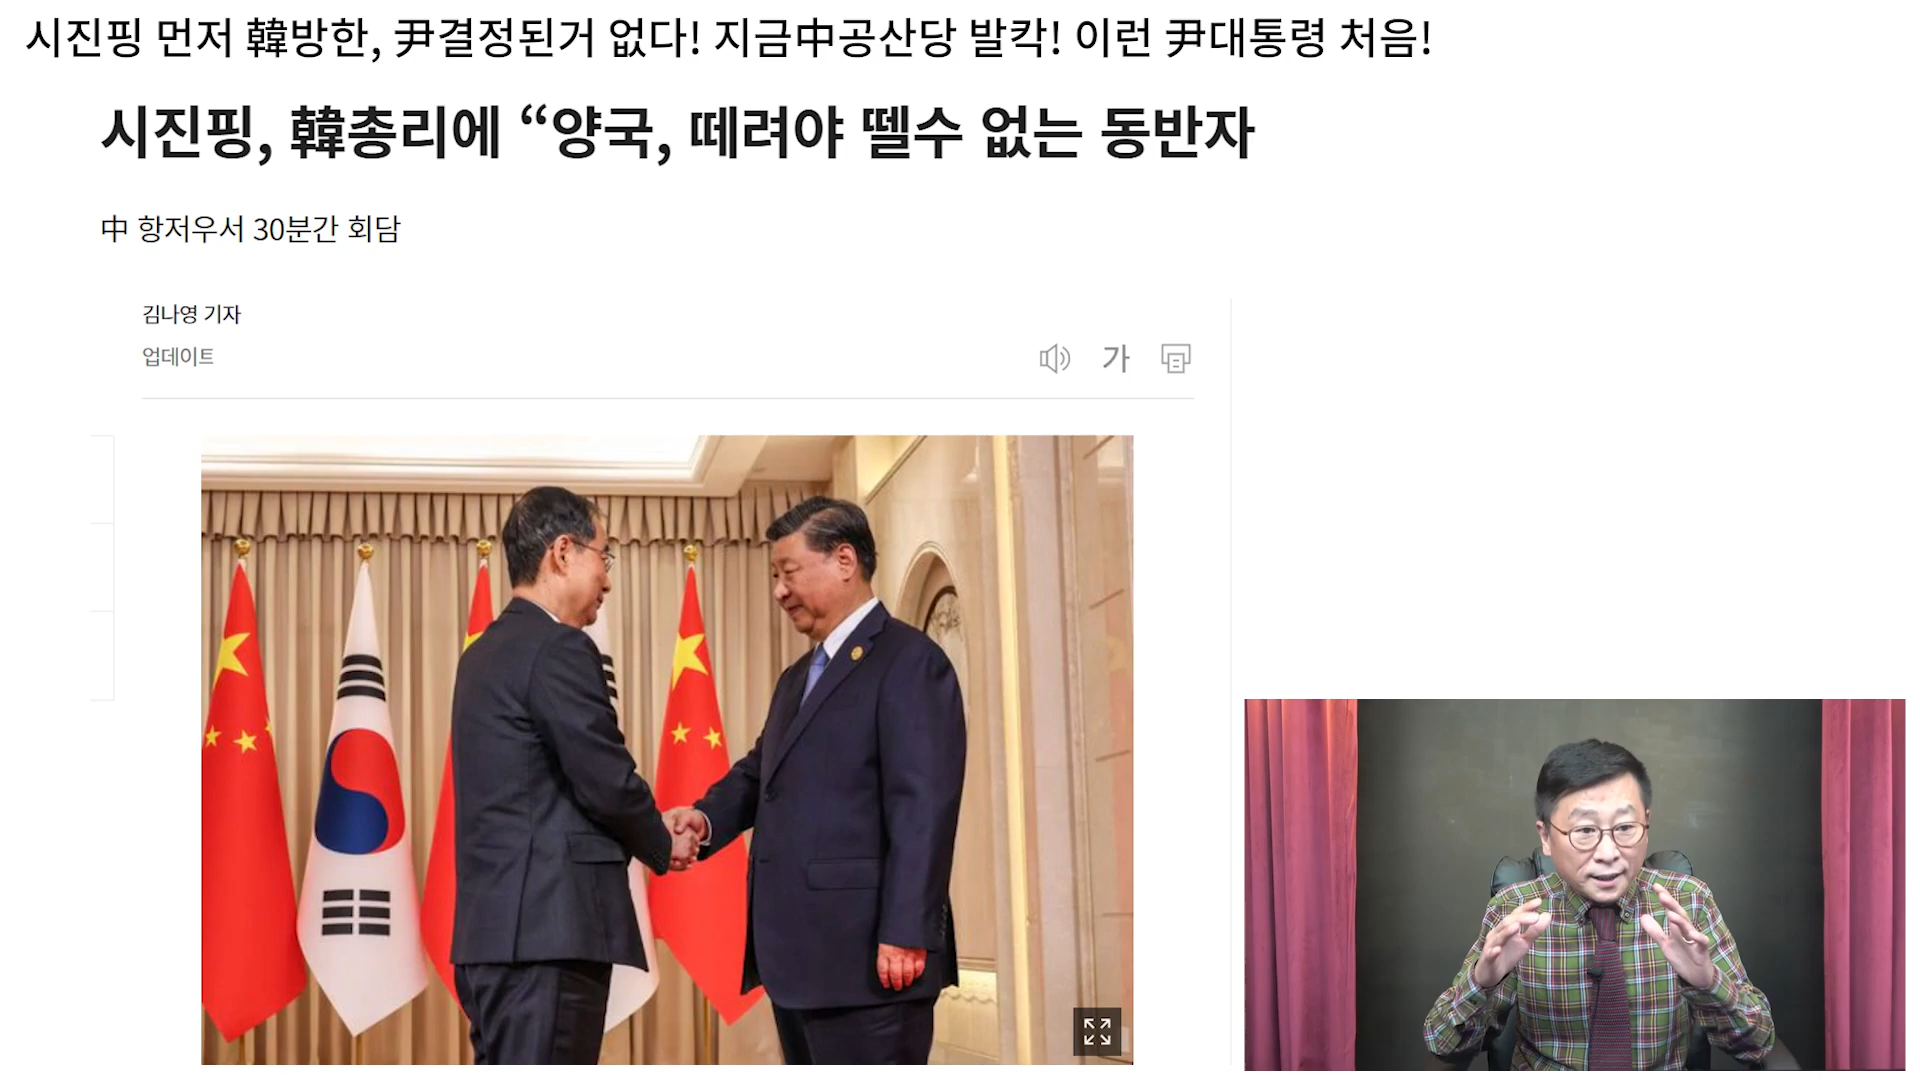 시진핑 먼저 韓방한, 尹결정된거 없다! 지금中공산당 발칵! 이런 尹대통령 처음!
시진핑, 韓총리에 “양국, 떼려야 뗄수 없는 동반자
中 항저우서 30분간 회담
김나영 기자
업데이트
가